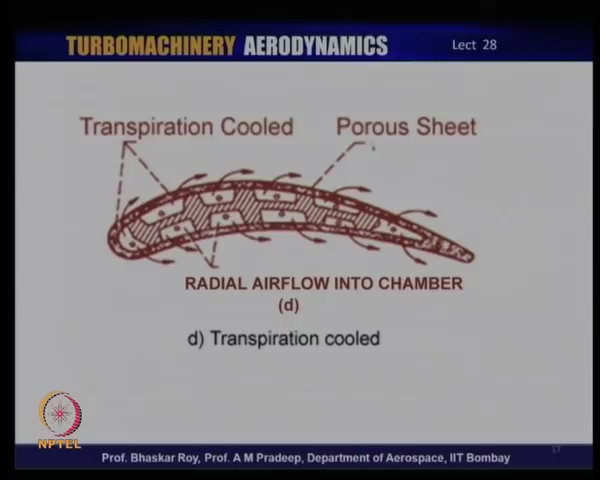 TURBOMACHINERY AERODYNAMICS
Lect 28
Transpiration Cooled
Porous Sheet
RADIAL AIRFLOW INTO CHAMBER
(d)
d) Transpiration cooled
NPTEL
Prof. Bhaskar Roy, Prof. A M Pradeep, Department of Aerospace, IIT Bombay
17